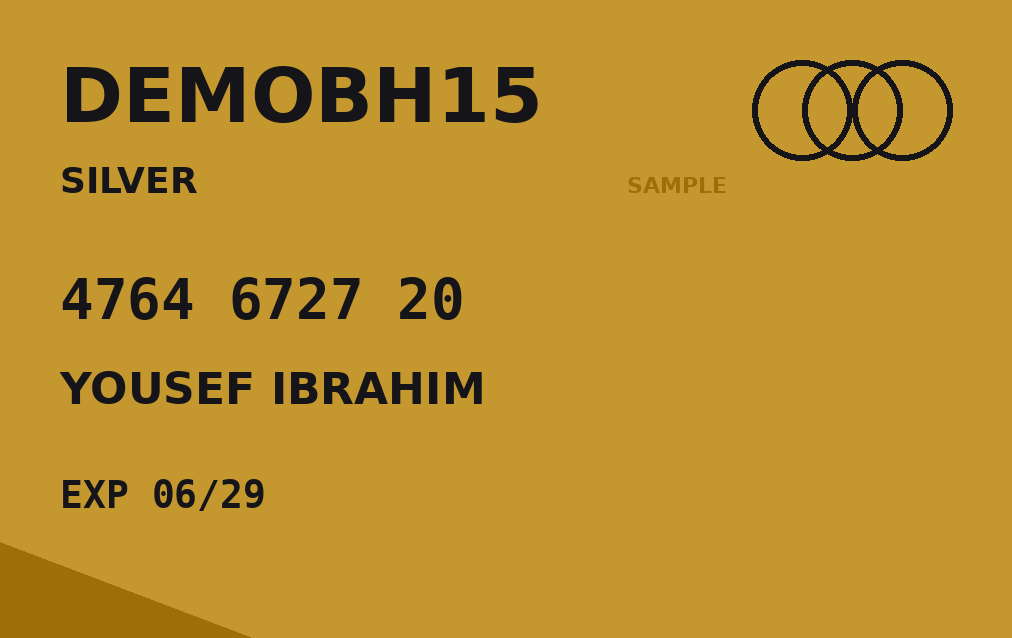 DEMOBH15
SILVER
SAMPLE
4764 6727 20
YOUSEF IBRAHIM
EXP 06/29